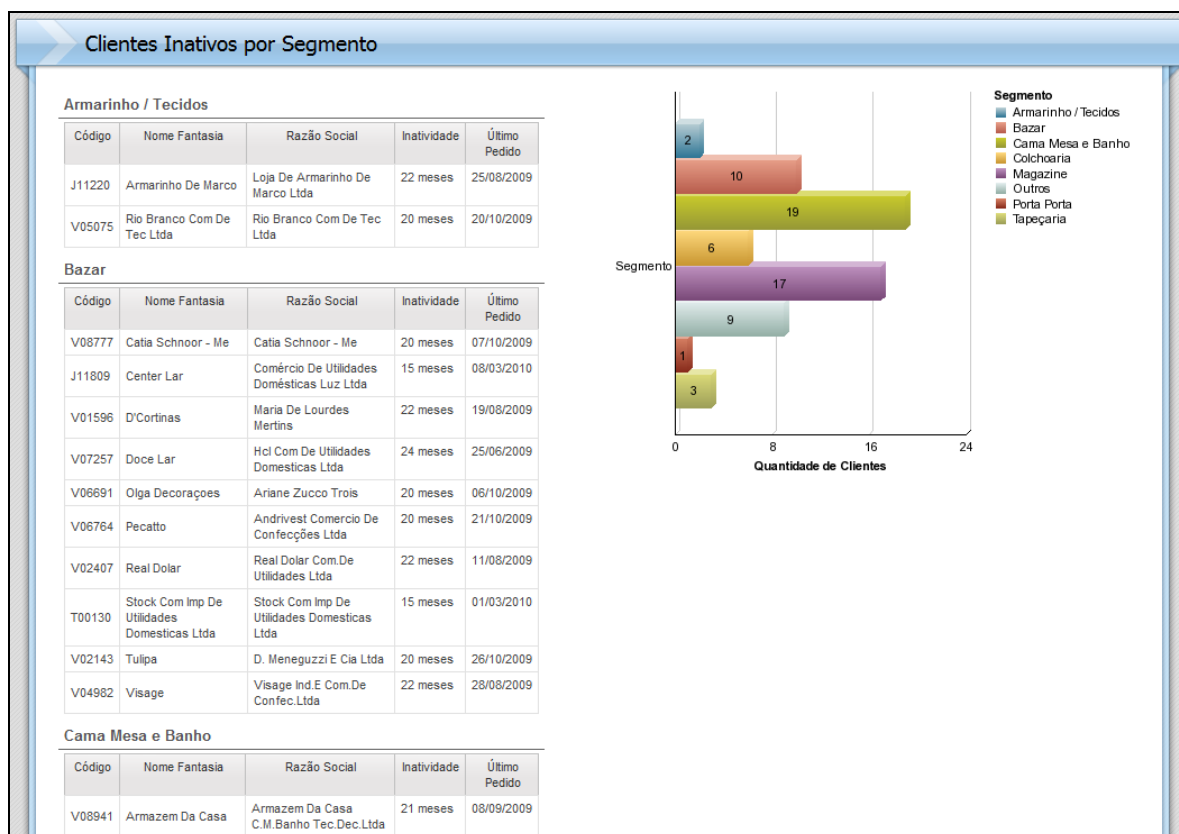 Clientes Inativos por Segmento
Armarinho / Tecidos
Código Nome Fantasia Razão Social Inatividade Último Pedido
J11220 Armarinho De Marco Loja De Armarinho De Marco Ltda 22 meses 25/08/2009
V05075 Rio Branco Com De Tec Ltda Rio Branco Com De Tec Ltda 20 meses 20/10/2009
Bazar
Código Nome Fantasia Razão Social Inatividade Último Pedido
V08777 Catia Schnoor - Me Catia Schnoor - Me 20 meses 07/10/2009
J11809 Center Lar Comércio De Utilidades Domésticas Luz Ltda 15 meses 08/03/2010
V01596 D'Cortinas Maria De Lourdes Mertins 22 meses 19/08/2009
V07257 Doce Lar Hcl Com De Utilidades Domesticas Ltda 24 meses 25/06/2009
V06691 Olga Decoraçoes Ariane Zucco Trois 20 meses 06/10/2009
V06764 Pecatto Andrivest Comercio De Confecções Ltda 20 meses 21/10/2009
V02407 Real Dolar Real Dolar Com.De Utilidades Ltda 22 meses 11/08/2009
T00130 Stock Com Imp De Utilidades Domesticas Ltda Stock Com Imp De Utilidades Domesticas Ltda 15 meses 01/03/2010
V02143 Tulipa D. Meneguzzi E Cia Ltda 20 meses 26/10/2009
V04982 Visage Visage Ind.E Com.De Confec.Ltda 22 meses 28/08/2009
Cama Mesa e Banho
Código Nome Fantasia Razão Social Inatividade Último Pedido
V08941 Armazem Da Casa Armazem Da Casa C.M.Banho Tec.Dec.Ltda 21 meses 08/09/2009
2
10
19
6
Segmento
17
9
1
3
0 8 16 24
Quantidade de Clientes
Segmento
Armarinho / Tecidos
Bazar
Cama Mesa e Banho
Colchoaria
Magazine
Outros
Porta Porta
Tapeçaria